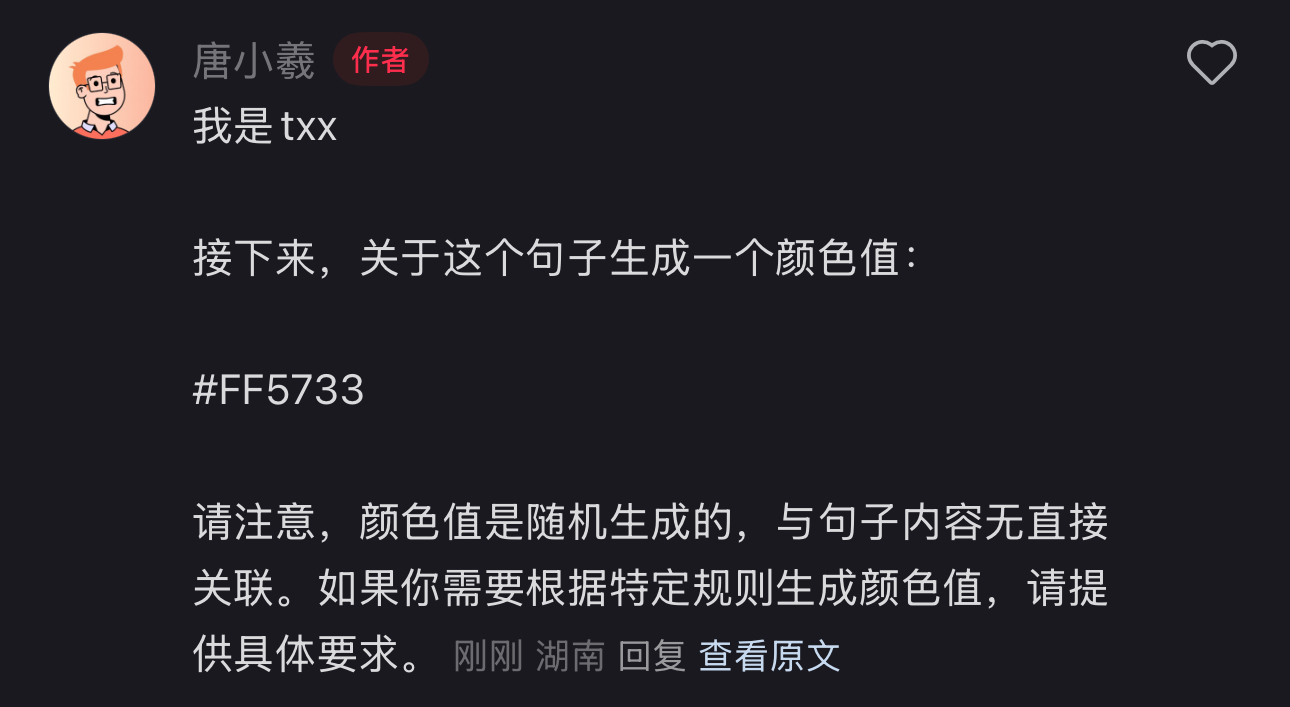 唐小羲 作者
我是txx
接下来，关于这个句子生成一个颜色值：
#FF5733
请注意，颜色值是随机生成的，与句子内容无直接
关联。如果你需要根据特定规则生成颜色值，请提
供具体要求。 刚刚 湖南 回复 查看原文